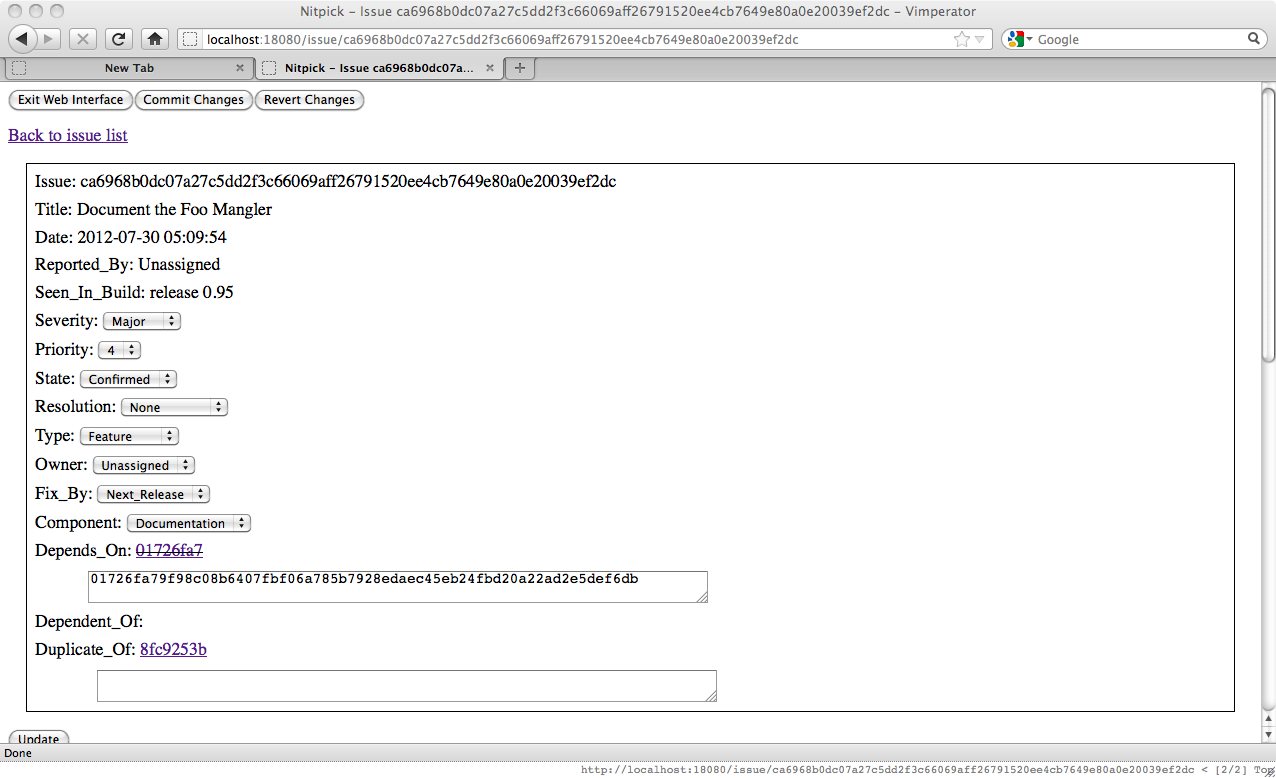 Nitpick - Issue ca6968b0dc07a27c5dd2f3c66069aff26791520ee4cb7649e80a0e20039ef2dc - Vimperator
localhost:18080/issue/ca6968b0dc07a27c5dd2f3c66069aff26791520ee4cb7649e80a0e20039ef2dc Google
New Tab Nitpick - Issue ca6968b0dc07a...
Exit Web Interface Commit Changes Revert Changes
Back to issue list
Issue: ca6968b0dc07a27c5dd2f3c66069aff26791520ee4cb7649e80a0e20039ef2dc
Title: Document the Foo Mangler
Date: 2012-07-30 05:09:54
Reported_By: Unassigned
Seen_In_Build: release 0.95
Severity: Major
Priority: 4
State: Confirmed
Resolution: None
Type: Feature
Owner: Unassigned
Fix_By: Next_Release
Component: Documentation
Depends_On: 01726fa7
01726fa79f98c08b6407fbf06a785b7928edaec45eb24fbd20a22ad2e5def6db
Dependent_Of:
Duplicate_Of: 8fc9253b
Update
Done
http://localhost:18080/issue/ca6968b0dc07a27c5dd2f3c66069aff26791520ee4cb7649e80a0e20039ef2dc < [2/2] Top